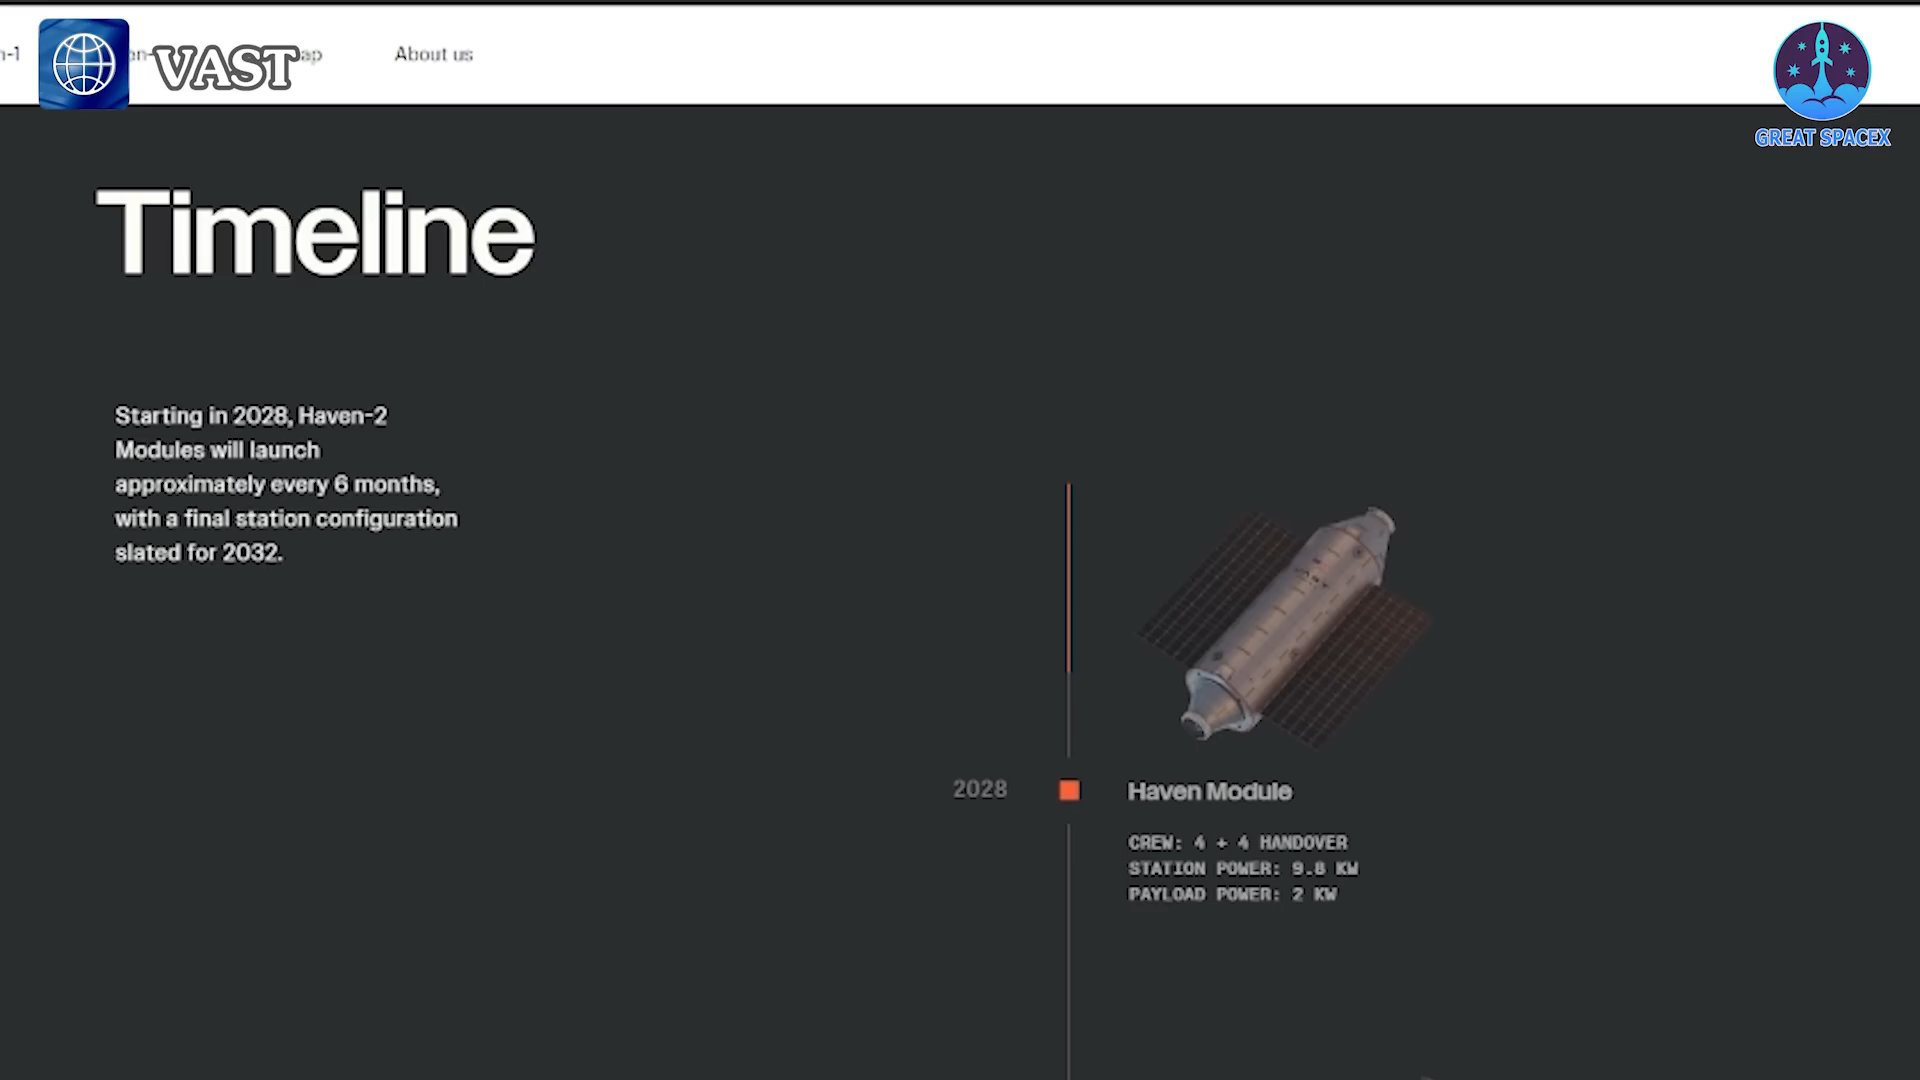 VAST
About us
GREAT SPACEX
Timeline
Starting in 2028, Haven-2
Modules will launch
approximately every 6 months,
with a final station configuration
slated for 2032.
2028
Haven Module
CREW: 4 + 4 HANDOVER
STATION POWER: 9.8 KW
PAYLOAD POWER: 2 KW